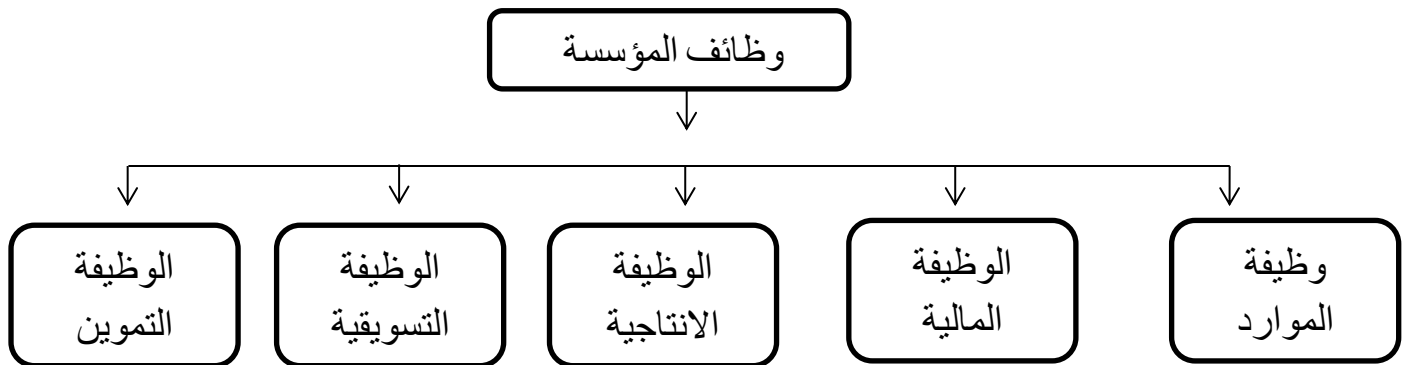 وظائف المؤسسة
وظيفة
الموارد
الوظيفة
المالية
الوظيفة
الانتاجية
الوظيفة
التسويقية
الوظيفة
التموين